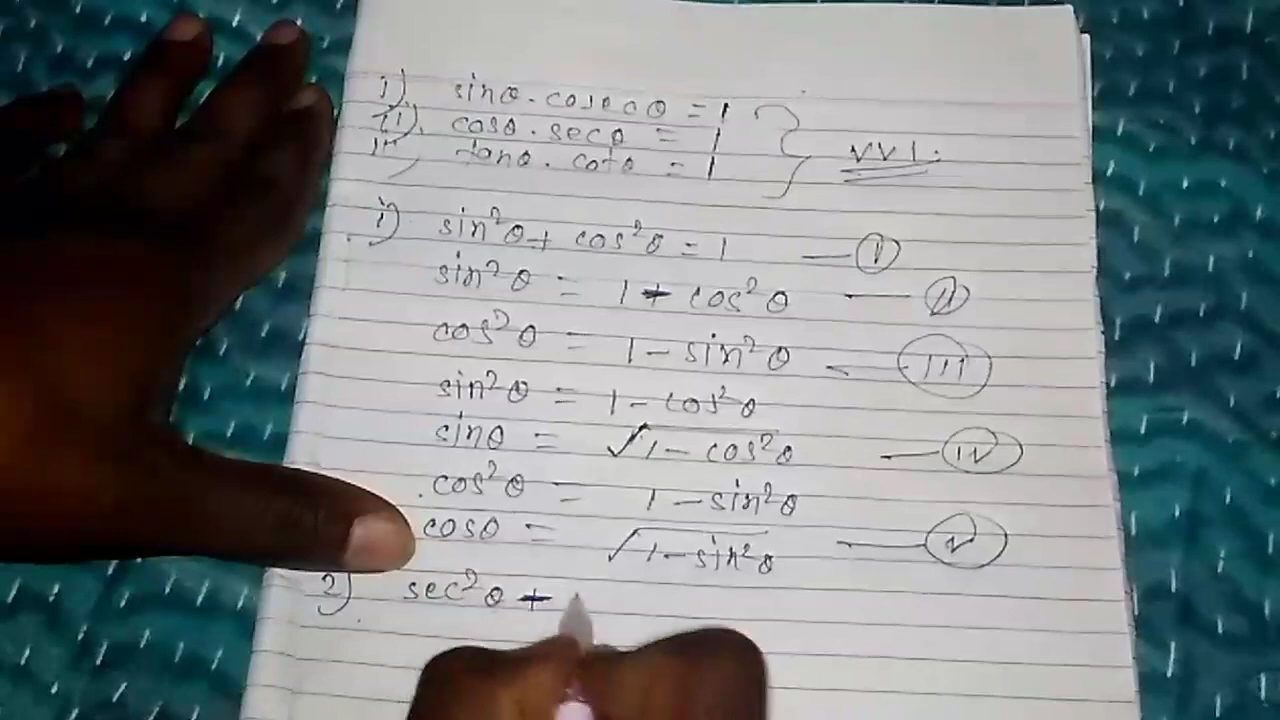 i) sinθ.cosecθ = 1
ii). cosθ.secθ = 1
iii, tanθ.cotθ = 1
VVI.
i) sin²θ + cos²θ = 1 — (I)
sin²θ = 1 - cos²θ — (II)
cos²θ = 1 - sin²θ - (III)
sin²θ = 1 - cos²θ
sinθ = √1 - cos²θ — (IV)
.cos²θ = 1 - sin²θ
cosθ = √1 - sin²θ — (V)
2) sec²θ +